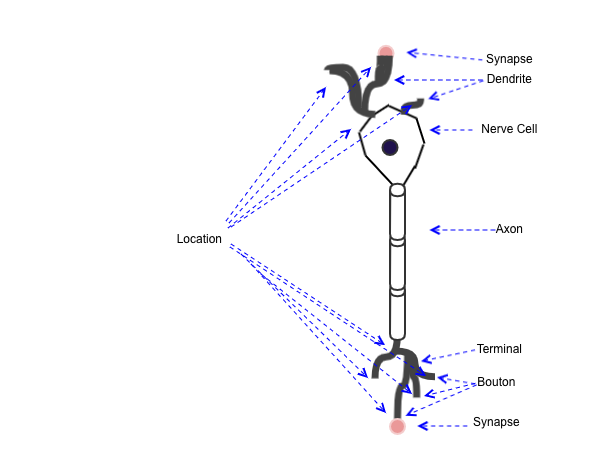 Synapse
Dendrite
Nerve Cell
Axon
Location
Terminal
Bouton
Synapse